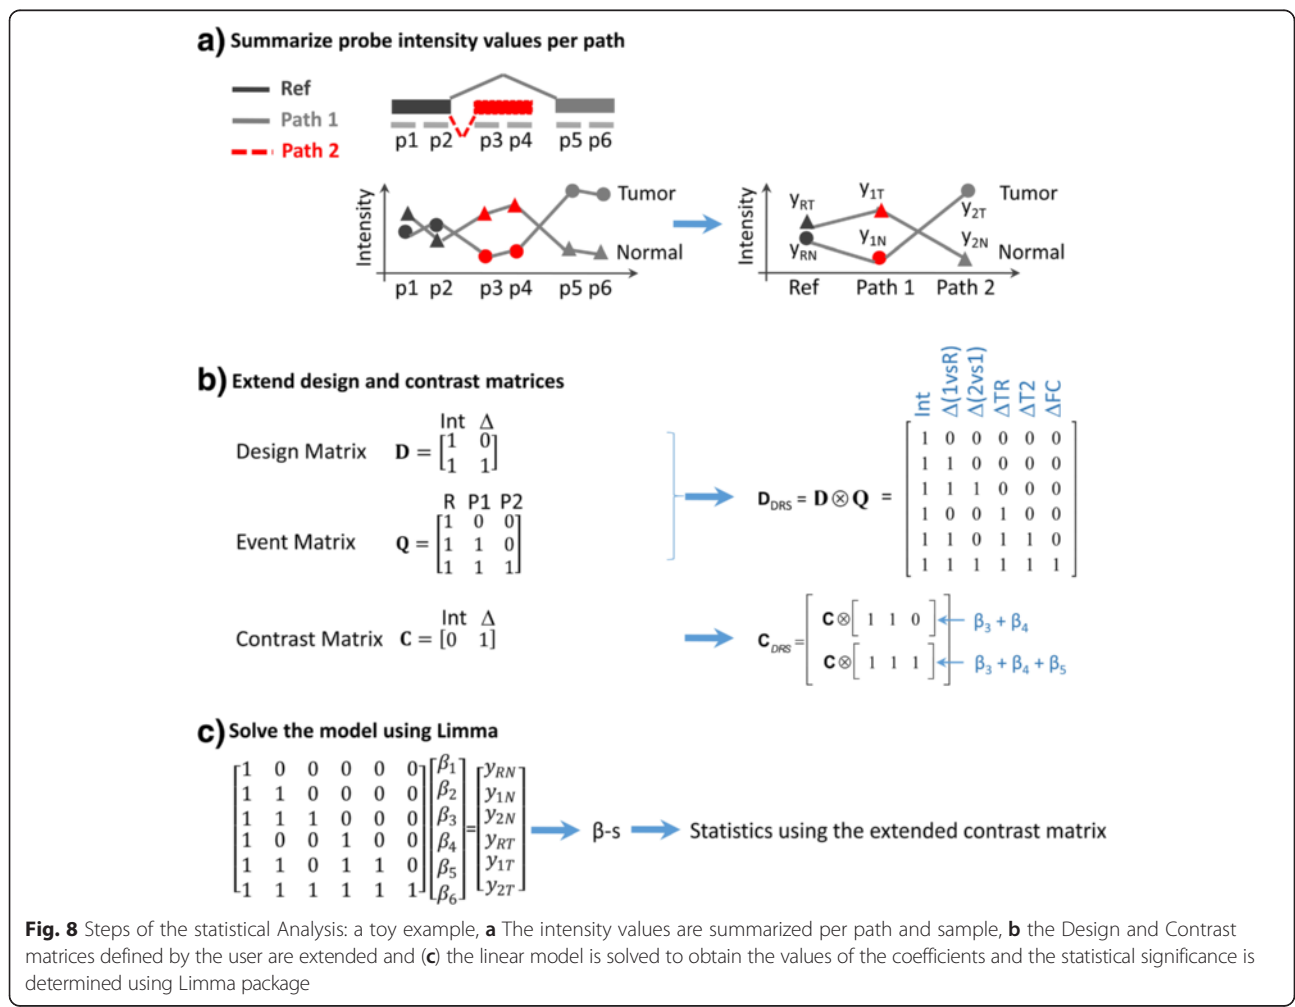 a) Summarize probe intensity values per path
Ref
Path 1
Path 2
p1 p2 p3 p4 p5 p6
Intensity
Tumor
Normal
p1 p2 p3 p4 p5 p6
Intensity
yRT
yRN
y1T
y1N
y2T
y2N
Tumor
Normal
Ref Path 1 Path 2
b) Extend design and contrast matrices
Int Δ
Design Matrix D = [1 0
1 1]
R P1 P2
Event Matrix Q = [1 0 0
1 1 0
1 1 1]
Int Δ(1vsR) Δ(2vs1) ΔTR ΔT2 ΔFC
D_DRS = D⊗Q =
1 0 0 0 0 0
1 1 0 0 0 0
1 1 1 0 0 0
1 0 0 1 0 0
1 1 0 1 1 0
1 1 1 1 1 1
Int Δ
Contrast Matrix C = [0 1]
C_DRS =
C⊗[1 1 0] β₃ + β₄
C⊗[1 1 1] β₃ + β₄ + β₅
c) Solve the model using Limma
1 0 0 0 0 0 β₁ yRN
1 1 0 0 0 0 β₂ y1N
1 1 1 0 0 0 β₃ y2N
=
1 0 0 1 0 0 β₄ yRT
1 1 0 1 1 0 β₅ y1T
1 1 1 1 1 1 β₆ y2T
β-s
Statistics using the extended contrast matrix
Fig. 8 Steps of the statistical Analysis: a toy example, a The intensity values are summarized per path and sample, b the Design and Contrast
matrices defined by the user are extended and (c) the linear model is solved to obtain the values of the coefficients and the statistical significance is
determined using Limma package